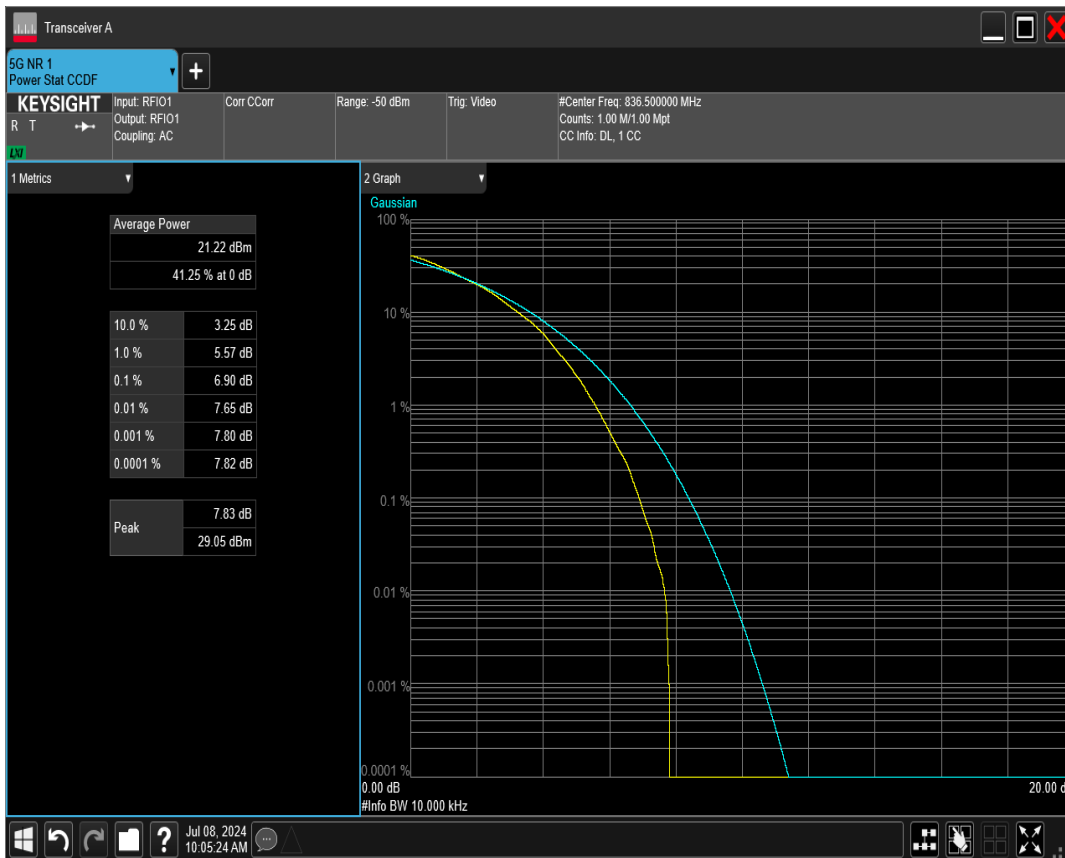 Transceiver A
5G NR 1
Power Stat CCDF
KEYSIGHT
R T
LXI
Input: RFIO1
Output: RFIO1
Coupling: AC
Corr CCorr
Range: -50 dBm
Trig: Video
#Center Freq: 836.500000 MHz
Counts: 1.00 M/1.00 Mpt
CC Info: DL, 1 CC
1 Metrics
Average Power
21.22 dBm
41.25 % at 0 dB
10.0 % 3.25 dB
1.0 % 5.57 dB
0.1 % 6.90 dB
0.01 % 7.65 dB
0.001 % 7.80 dB
0.0001 % 7.82 dB
Peak
7.83 dB
29.05 dBm
2 Graph
Gaussian
100 %
10 %
1 %
0.1 %
0.01 %
0.001 %
0.0001 %
0.00 dB 20.00 d
#Info BW 10.000 kHz
?
Jul 08, 2024
10:05:24 AM